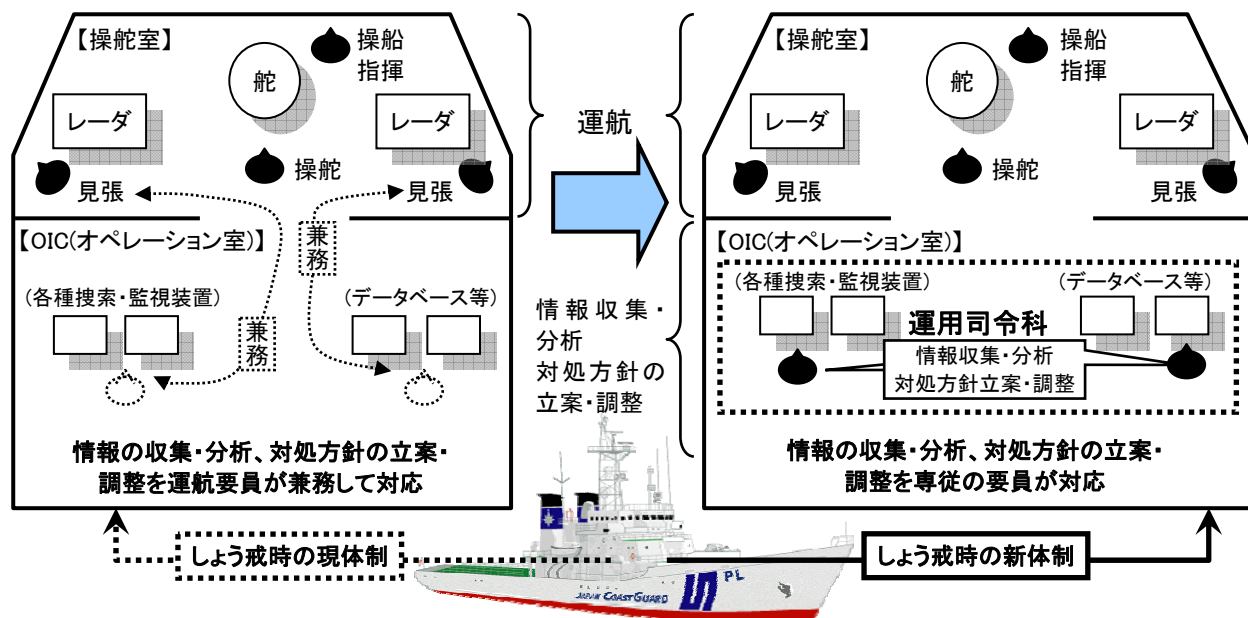 【操舵室】
操船
指揮
舵
レーダ
レーダ
操舵
見張
見張
【OIC(オペレーション室)】
兼務
(各種捜索・監視装置)
(データベース等)
兼務
情報の収集・分析、対処方針の立案・
調整を運航要員が兼務して対応
運航
情報収集・
分析
対処方針の
立案・調整
【操舵室】
操船
指揮
舵
レーダ
レーダ
操舵
見張
見張
【OIC(オペレーション室)】
(各種捜索・監視装置)
(データベース等)
運用司令科
情報収集・分析
対処方針立案・調整
情報の収集・分析、対処方針の立案・
調整を専従の要員が対応
しょう戒時の現体制
しょう戒時の新体制
PL
JAPAN COAST GUARD